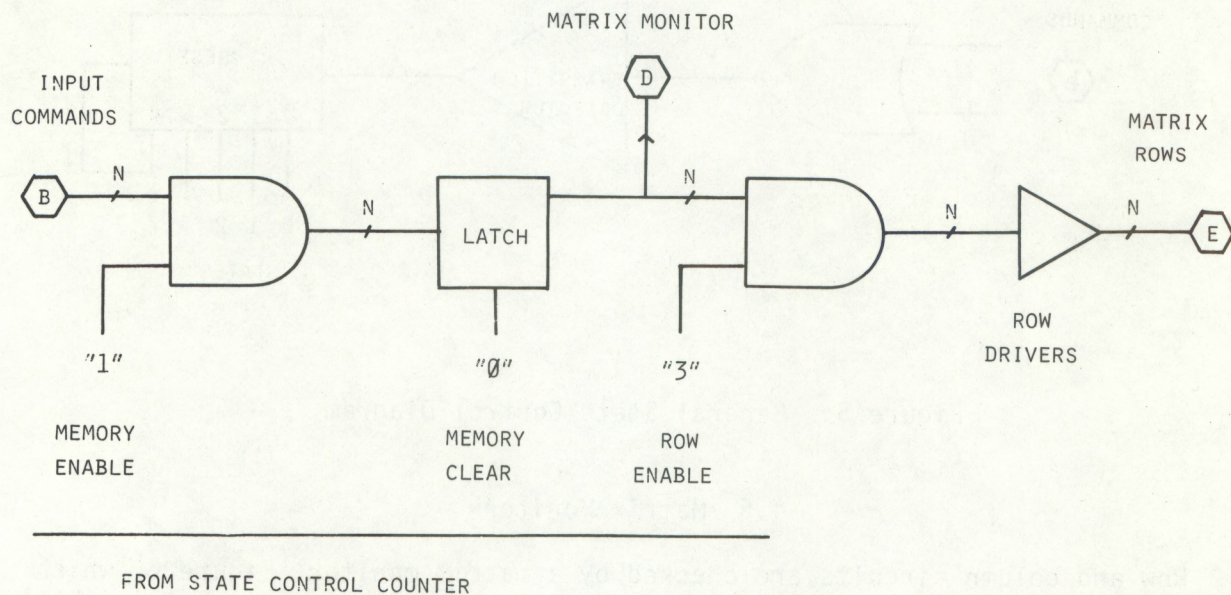 MATRIX MONITOR
D
INPUT
COMMANDS
MATRIX
ROWS
B
N
N
LATCH
N
N
N
E
"1"
"0"
"3"
ROW
DRIVERS
MEMORY
ENABLE
MEMORY
CLEAR
ROW
ENABLE
FROM STATE CONTROL COUNTER